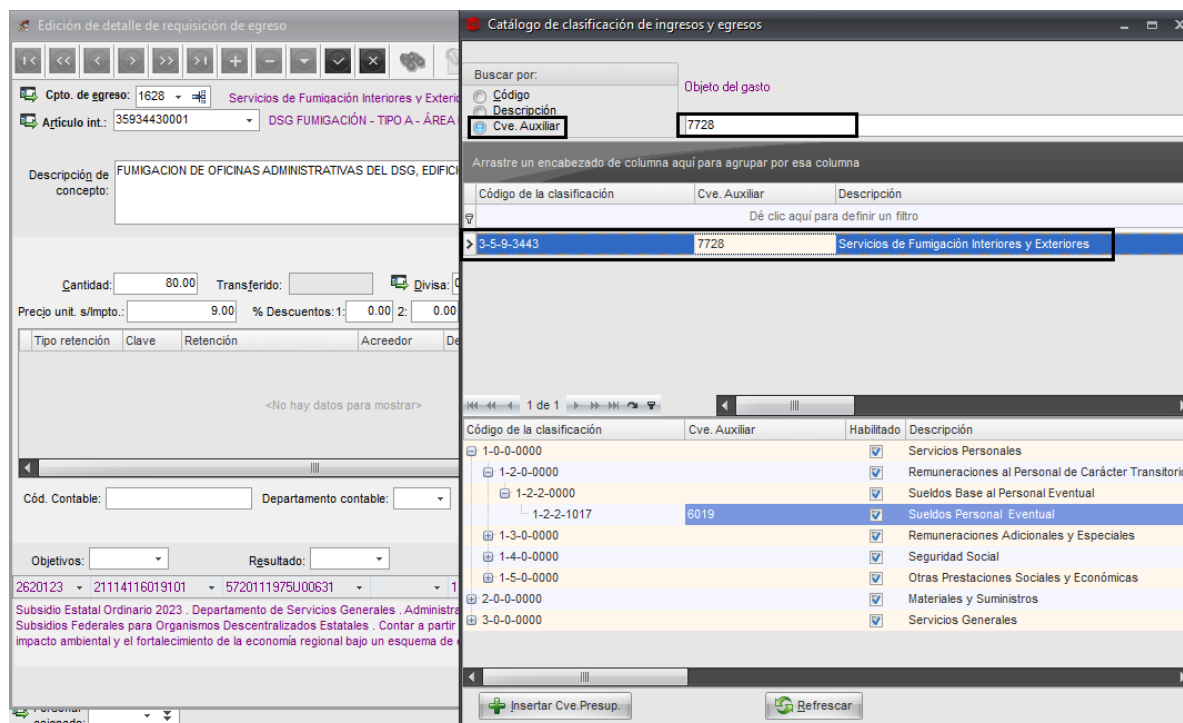 Edición de detalle de requisición de egreso
Cpto. de egreso: 1628 Servicios de Fumigación Interiores y Exterio
Artículo int.: 35934430001 DSG FUMIGACIÓN - TIPO A - ÁREA
Descripción de concepto: FUMIGACION DE OFICINAS ADMINISTRATIVAS DEL DSG, EDIFICI
Cantidad: 80.00 Transferido: Divisa:
Precio unit. s/Impto.: 9.00 % Descuentos: 1: 0.00 2: 0.00
Tipo retención Clave Retención Acreedor De
<No hay datos para mostrar>
Cód. Contable: Departamento contable:
Objetivos: Resultado:
2620123 21114116019101 5720111975U00631 1
Subsidio Estatal Ordinario 2023 . Departamento de Servicios Generales . Administra
Subsidios Federales para Organismos Descentralizados Estatales . Contar a partir
impacto ambiental y el fortalecimiento de la economía regional bajo un esquema de
Catálogo de clasificación de ingresos y egresos
Buscar por:
Código
Descripción
Cve. Auxiliar
Objeto del gasto
7728
Arrastre un encabezado de columna aquí para agrupar por esa columna
Código de la clasificación Cve. Auxiliar Descripción
Dé clic aquí para definir un filtro
3-5-9-3443 7728 Servicios de Fumigación Interiores y Exteriores
1 de 1
Código de la clasificación Cve. Auxiliar Habilitado Descripción
1-0-0-0000 Servicios Personales
1-2-0-0000 Remuneraciones al Personal de Carácter Transitorio
1-2-2-0000 Sueldos Base al Personal Eventual
1-2-2-1017 6019 Sueldos Personal Eventual
1-3-0-0000 Remuneraciones Adicionales y Especiales
1-4-0-0000 Seguridad Social
1-5-0-0000 Otras Prestaciones Sociales y Económicas
2-0-0-0000 Materiales y Suministros
3-0-0-0000 Servicios Generales
Insertar Cve.Presup. Refrescar